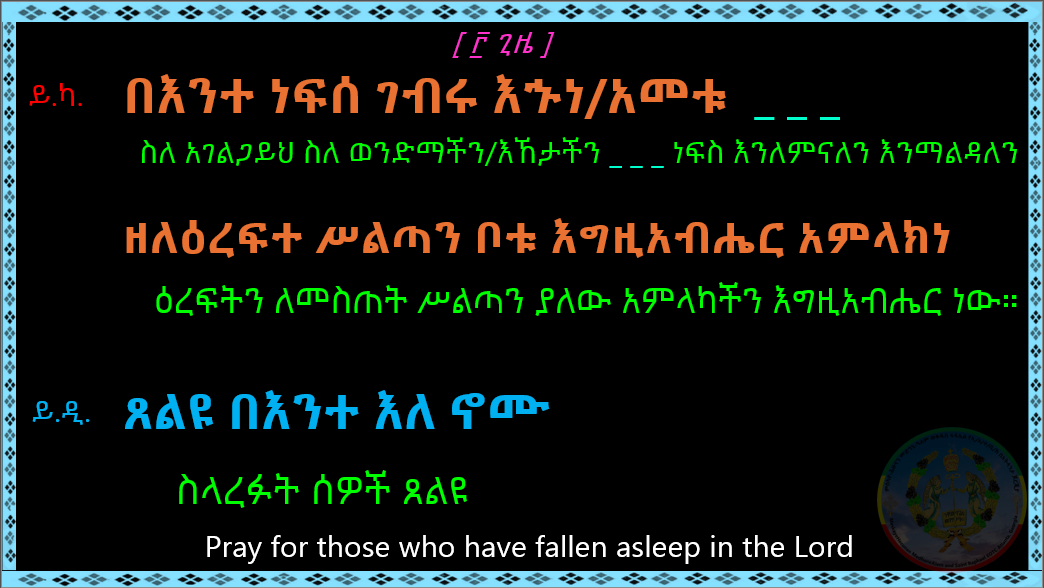 [ ፫ ጊዜ ]
ይ.ካ. በእንተ ነፍሰ ገብሩ እኁነ/አመቱ _ _ _
ስለ አገልጋይህ ስለ ወንድማችን/እኸታችን _ _ _ ነፍስ እንለምናለን እንማልዳለን
ዘለዕረፍተ ሥልጣን ቦቱ እግዚአብሔር አምላክነ
ዕረፍትን ለመስጠት ሥልጣን ያለው አምላካችን እግዚአብሔር ነው።
ይ.ዲ. ጸልዩ በእንተ እለ ኖሙ
ስላረፉት ሰዎች ጸልዩ
Pray for those who have fallen asleep in the Lord